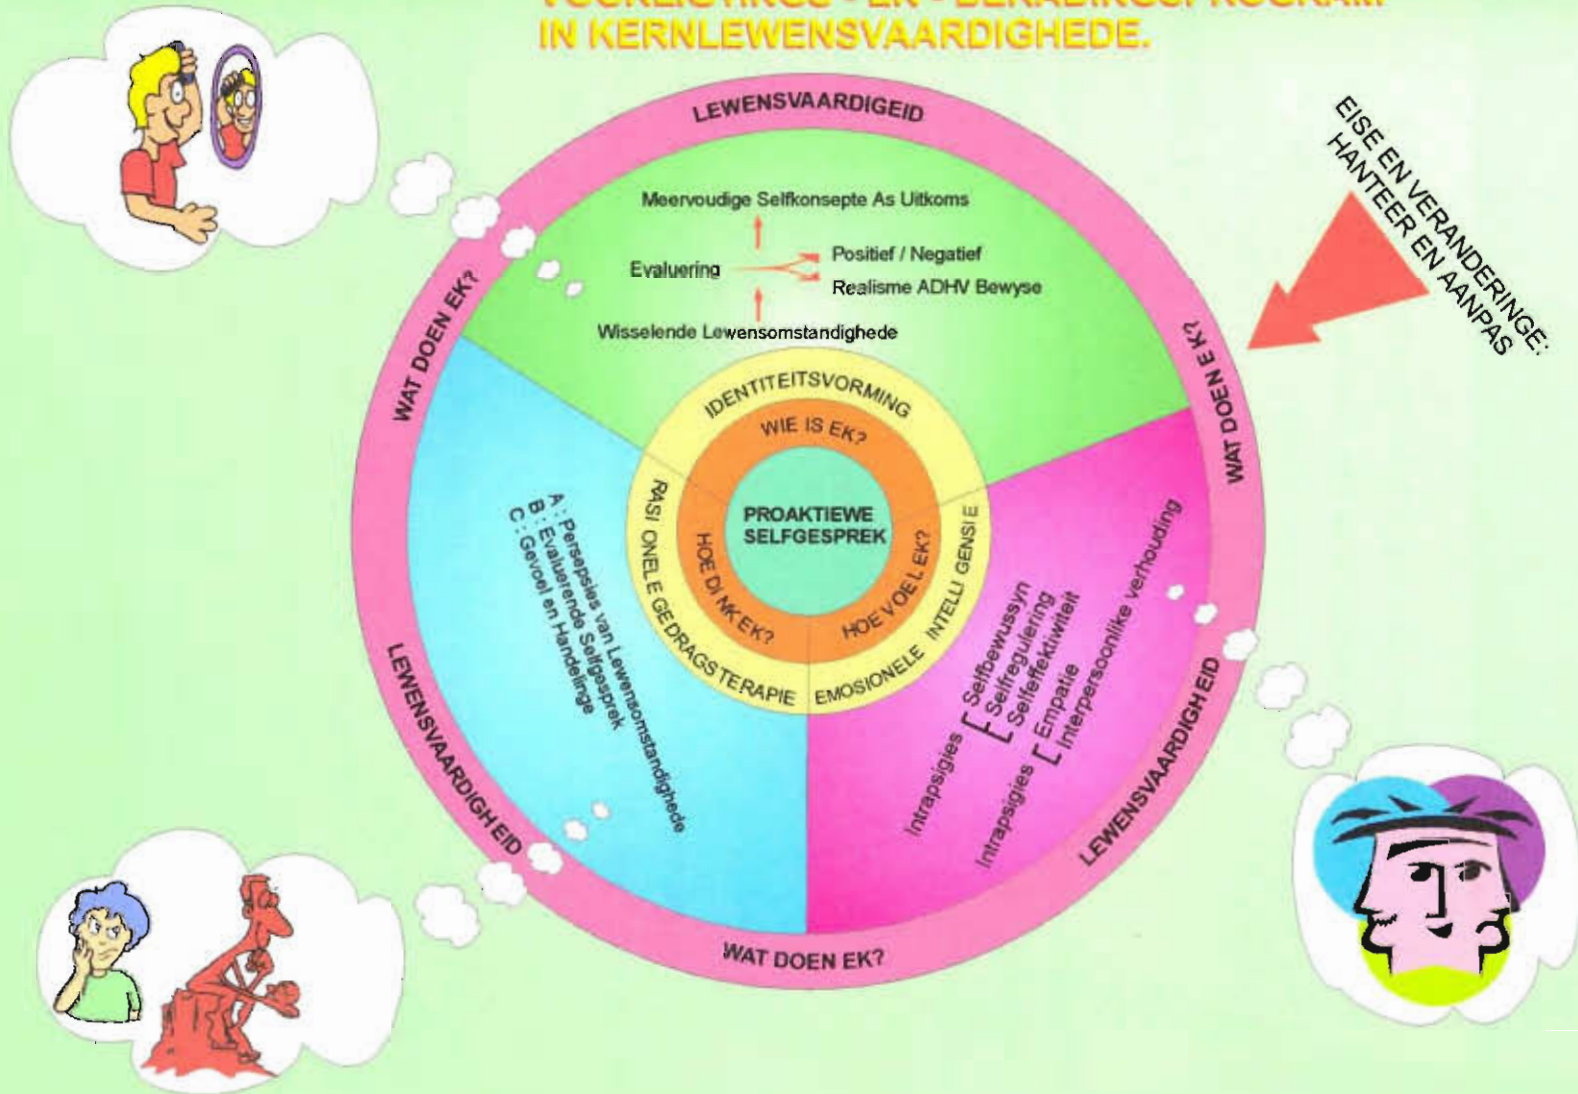 IN KERNLEWENSVAARDIGHEDE.
LEWENSVAARDIGEID
EISE EN VERANDERINGE:
HANTEER EN AANPAS
Meervoudige Selfkonsepte As Uitkoms
Evaluering
Positief / Negatief
Realisme ADHV Bewyse
Wisselende Lewensomstandighede
WAT DOEN EK?
WAT DOEN EK?
IDENTITEITSVORMING
WIE IS EK?
PROAKTIEWE
SELFGESPREK
RASIONELE GEDRAGSTERAPIE
HOE DINK EK?
HOE VOEL EK?
EMOSIONELE INTELLIGENSIE
A : Persepsies van Lewensomstandighede
B : Evaluerende Selfgesprek
C : Gevoel en Handelinge
Intrapsigies
Selfbewussyn
Selfregulering
Selfeffektiwiteit
Intrapsigies
Empatie
Interpersoonlike verhouding
LEWENSVAARDIGHEID
LEWENSVAARDIGHEID
WAT DOEN EK?